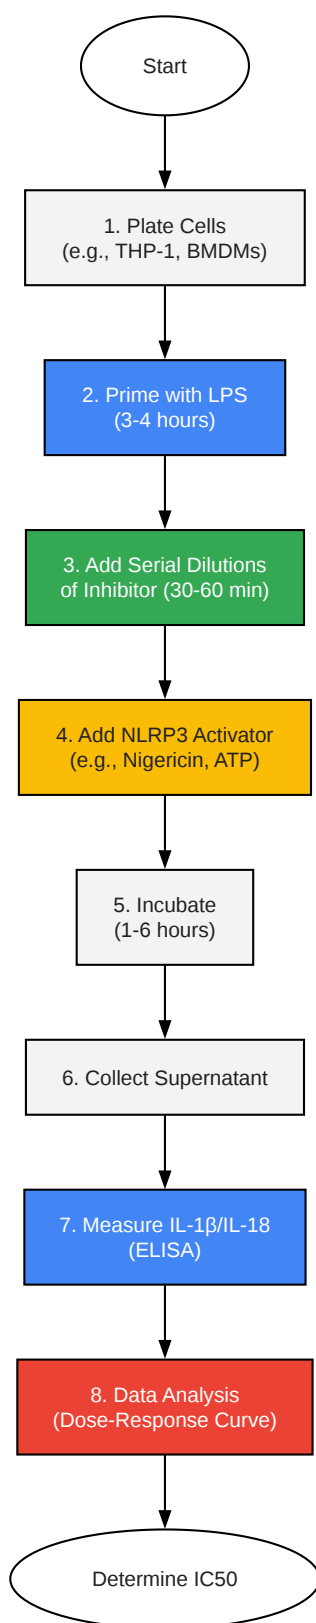 Start
1. Plate Cells
(e.g., THP-1, BMDMs)
2. Prime with LPS
(3-4 hours)
3. Add Serial Dilutions
of Inhibitor (30-60 min)
4. Add NLRP3 Activator
(e.g., Nigericin, ATP)
5. Incubate
(1-6 hours)
6. Collect Supernatant
7. Measure IL-1β/IL-18
(ELISA)
8. Data Analysis
(Dose-Response Curve)
Determine IC50